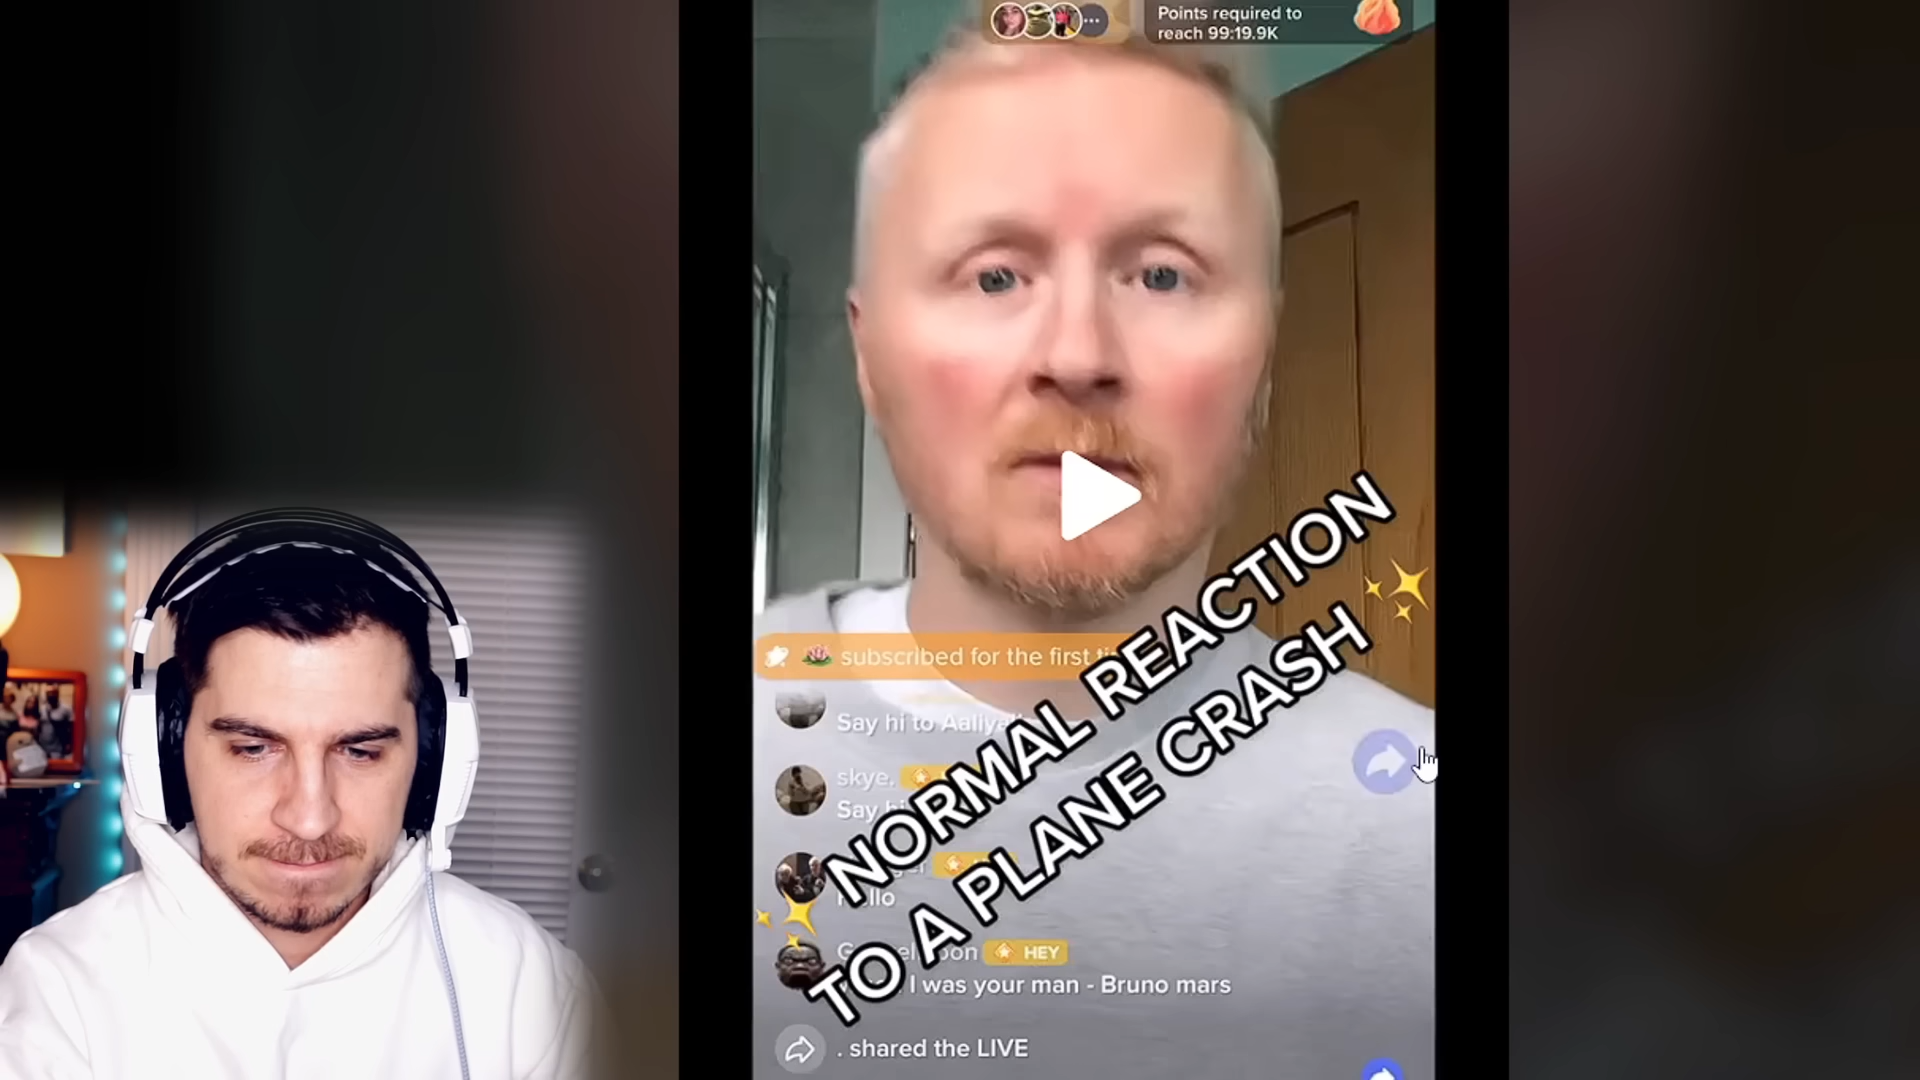 Points required to
reach 99:19.9K
NORMAL REACTION
TO A PLANE CRASH
subscribed for the first
Say hi to
skye.
Say
HEY
I was your man - Bruno mars
. shared the LIVE